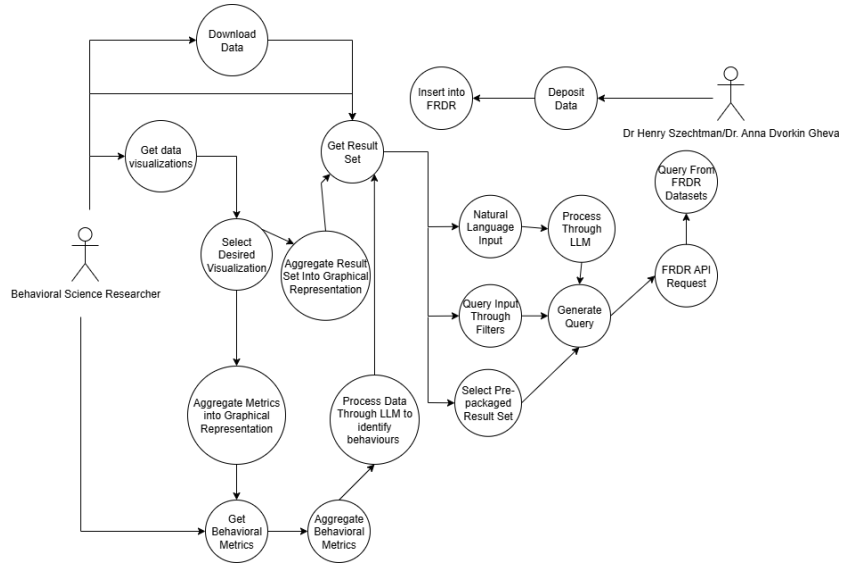 Download
Data
Insert into
FRDR
Deposit
Data
Dr Henry Szechtman/Dr. Anna Dvorkin Gheva
Get data
visualizations
Get Result
Set
Query From
FRDR
Datasets
Natural
Language
Input
Process
Through
LLM
Select
Desired
Visualization
Aggregate Result
Set Into Graphical
Representation
FRDR API
Request
Behavioral Science Researcher
Query Input
Through
Filters
Generate
Query
Aggregate Metrics
into Graphical
Representation
Process Data
Through LLM to
identify
behaviours
Select Pre-
packaged
Result Set
Get
Behavioral
Metrics
Aggregate
Behavioral
Metrics